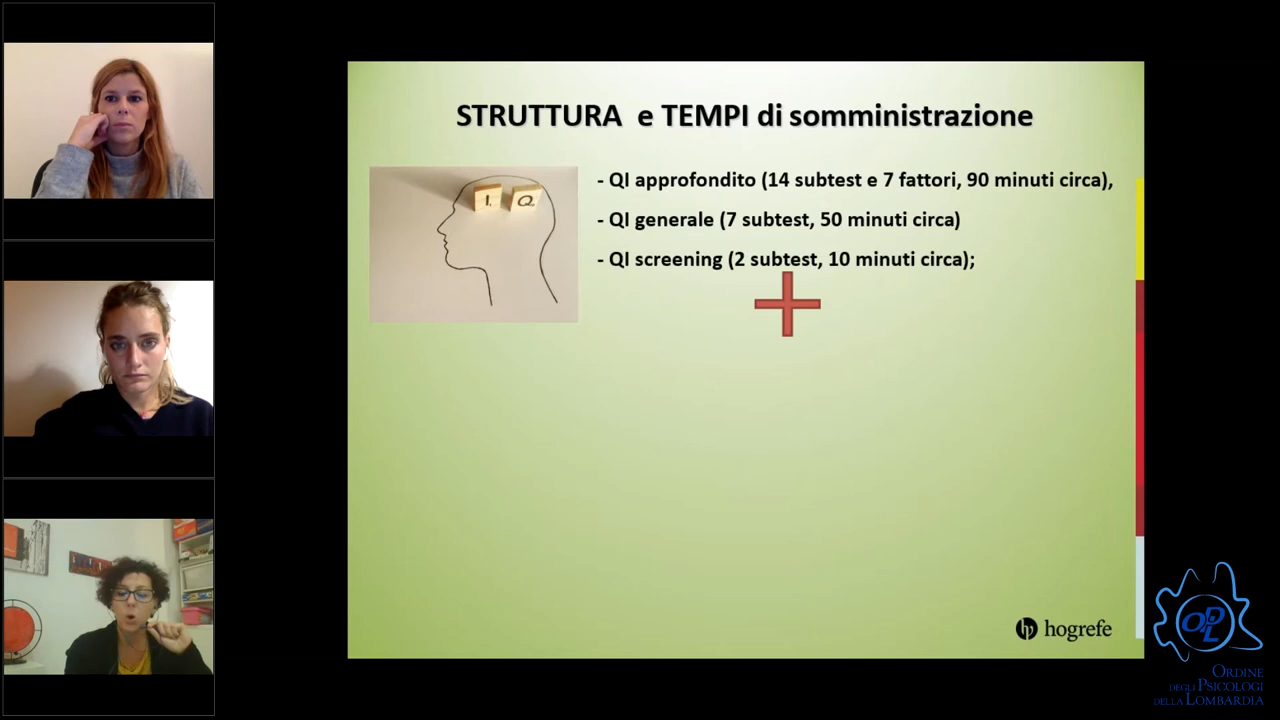 STRUTTURA e TEMPI di somministrazione
I. Q
- QI approfondito (14 subtest e 7 fattori, 90 minuti circa),
- QI generale (7 subtest, 50 minuti circa)
- QI screening (2 subtest, 10 minuti circa);
hogrefe
OPL
ORDINE
DEGLI PSICOLOGI
DELLA LOMBARDIA